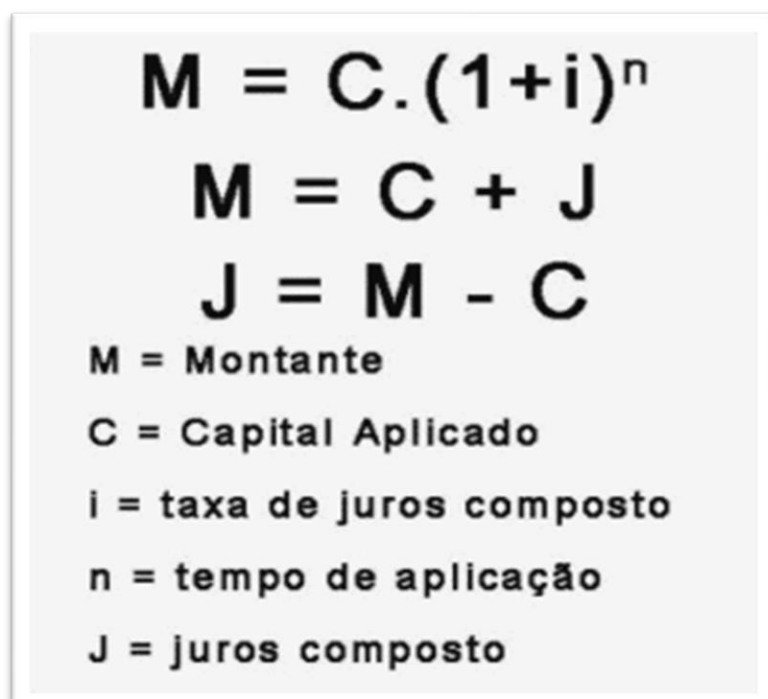 M = C.(1+i)ⁿ
M = C + J
J = M - C
M = Montante
C = Capital Aplicado
i = taxa de juros composto
n = tempo de aplicação
J = juros composto